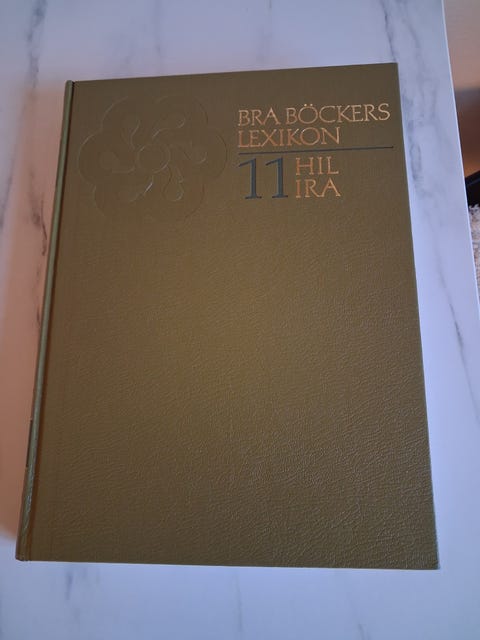 BRA BÖCKERS
LEXIKON
11 HIL
IRA